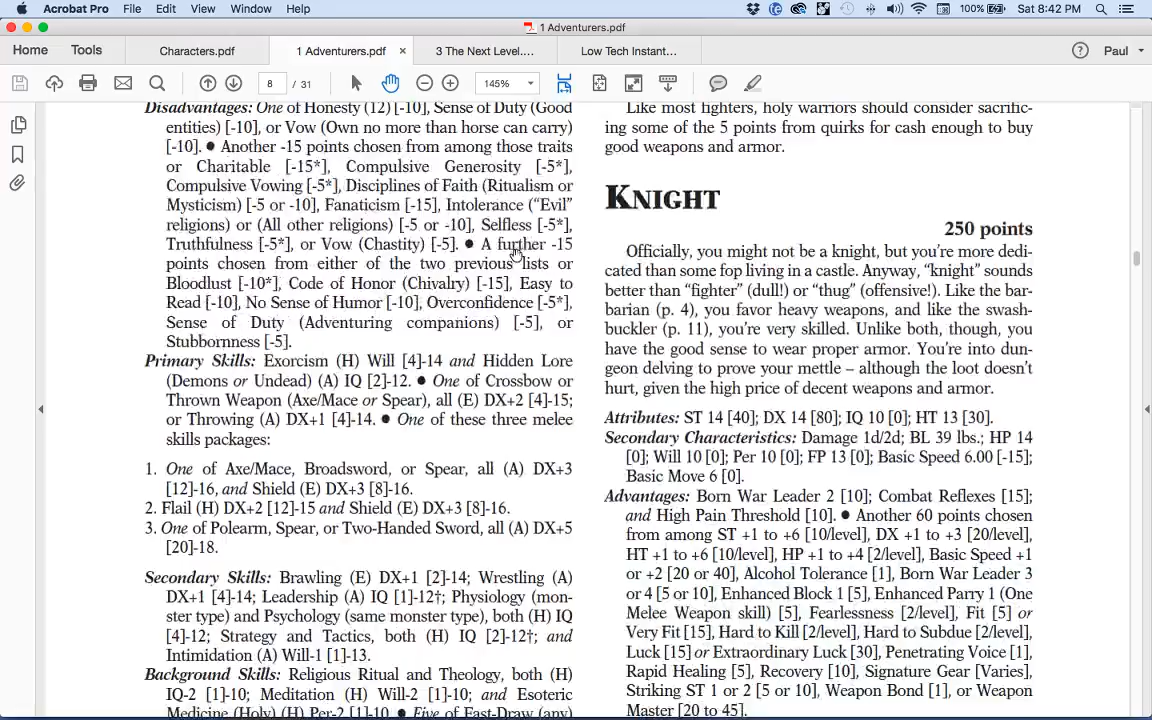 Acrobat Pro File Edit View Window Help 100% Sat 8:42 PM
1 Adventurers.pdf
Home Tools Characters.pdf 1 Adventurers.pdf × 3 The Next Level.... Low Tech Instant... ? Paul
8 / 31 145%
Disadvantages: One of Honesty (12) [-10], Sense of Duty (Good
entities) [-10], or Vow (Own no more than horse can carry)
[-10]. ● Another -15 points chosen from among those traits
or Charitable [-15*], Compulsive Generosity [-5*],
Compulsive Vowing [-5*], Disciplines of Faith (Ritualism or
Mysticism) [-5 or -10], Fanaticism [-15], Intolerance (“Evil”
religions) or (All other religions) [-5 or -10], Selfless [-5*],
Truthfulness [-5*], or Vow (Chastity) [-5]. ● A further -15
points chosen from either of the two previous lists or
Bloodlust [-10*], Code of Honor (Chivalry) [-15], Easy to
Read [-10], No Sense of Humor [-10], Overconfidence [-5*],
Sense of Duty (Adventuring companions) [-5], or
Stubbornness [-5].
Primary Skills: Exorcism (H) Will [4]-14 and Hidden Lore
(Demons or Undead) (A) IQ [2]-12. ● One of Crossbow or
Thrown Weapon (Axe/Mace or Spear), all (E) DX+2 [4]-15;
or Throwing (A) DX+1 [4]-14. ● One of these three melee
skills packages:
1. One of Axe/Mace, Broadsword, or Spear, all (A) DX+3
[12]-16, and Shield (E) DX+3 [8]-16.
2. Flail (H) DX+2 [12]-15 and Shield (E) DX+3 [8]-16.
3. One of Polearm, Spear, or Two-Handed Sword, all (A) DX+5
[20]-18.
Secondary Skills: Brawling (E) DX+1 [2]-14; Wrestling (A)
DX+1 [4]-14; Leadership (A) IQ [1]-12†; Physiology (mon-
ster type) and Psychology (same monster type), both (H) IQ
[4]-12; Strategy and Tactics, both (H) IQ [2]-12†; and
Intimidation (A) Will-1 [1]-13.
Background Skills: Religious Ritual and Theology, both (H)
IQ-2 [1]-10; Meditation (H) Will-2 [1]-10; and Esoteric
Medicine (Holy) (H) Per-2 [1]-10. ● Five of Fast-Draw (any)
Like most fighters, holy warriors should consider sacrific-
ing some of the 5 points from quirks for cash enough to buy
good weapons and armor.
KNIGHT
250 points
Officially, you might not be a knight, but you’re more dedi-
cated than some fop living in a castle. Anyway, “knight” sounds
better than “fighter” (dull!) or “thug” (offensive!). Like the bar-
barian (p. 4), you favor heavy weapons, and like the swash-
buckler (p. 11), you’re very skilled. Unlike both, though, you
have the good sense to wear proper armor. You’re into dun-
geon delving to prove your mettle – although the loot doesn’t
hurt, given the high price of decent weapons and armor.
Attributes: ST 14 [40]; DX 14 [80]; IQ 10 [0]; HT 13 [30].
Secondary Characteristics: Damage 1d/2d; BL 39 lbs.; HP 14
[0]; Will 10 [0]; Per 10 [0]; FP 13 [0]; Basic Speed 6.00 [-15];
Basic Move 6 [0].
Advantages: Born War Leader 2 [10]; Combat Reflexes [15];
and High Pain Threshold [10]. ● Another 60 points chosen
from among ST +1 to +6 [10/level], DX +1 to +3 [20/level],
HT +1 to +6 [10/level], HP +1 to +4 [2/level], Basic Speed +1
or +2 [20 or 40], Alcohol Tolerance [1], Born War Leader 3
or 4 [5 or 10], Enhanced Block 1 [5], Enhanced Parry 1 (One
Melee Weapon skill) [5], Fearlessness [2/level], Fit [5] or
Very Fit [15], Hard to Kill [2/level], Hard to Subdue [2/level],
Luck [15] or Extraordinary Luck [30], Penetrating Voice [1],
Rapid Healing [5], Recovery [10], Signature Gear [Varies],
Striking ST 1 or 2 [5 or 10], Weapon Bond [1], or Weapon
Master [20 to 45].